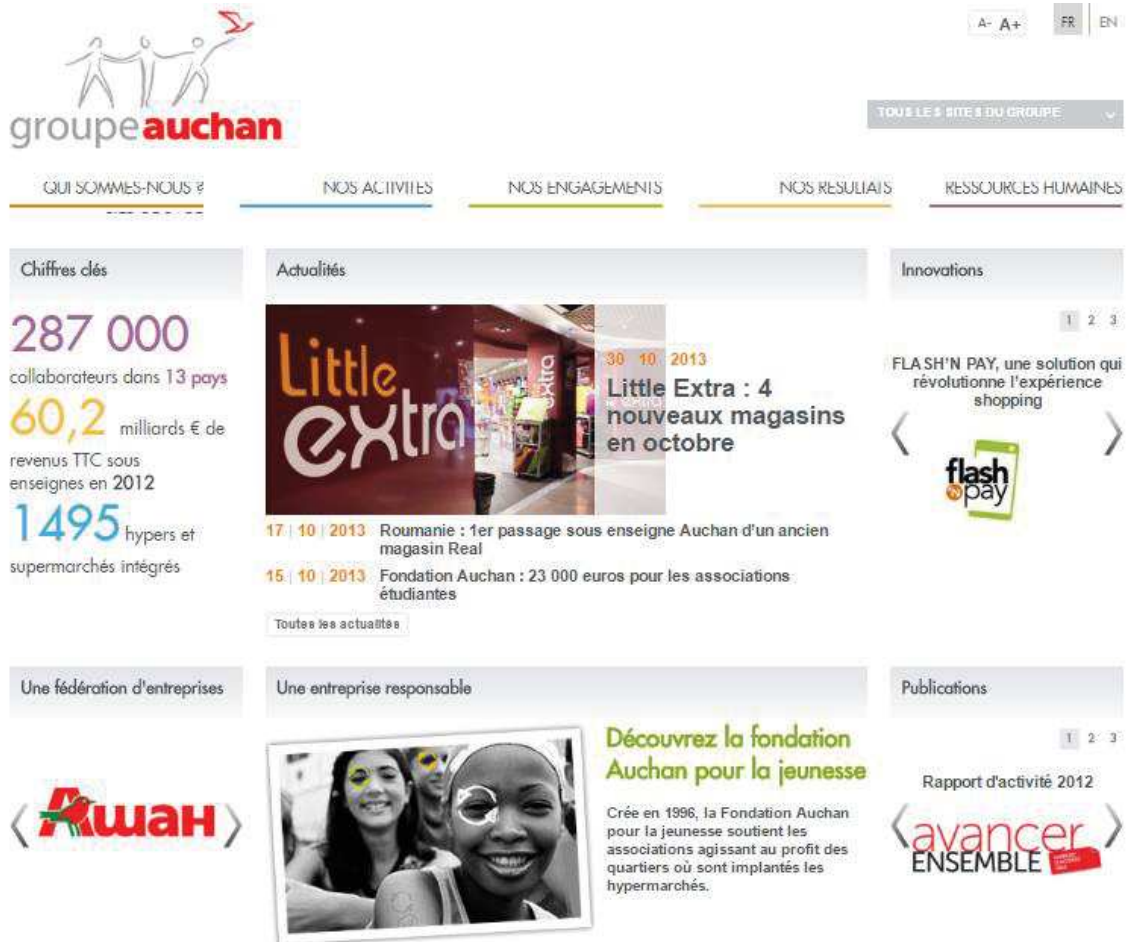 A- A+ FR EN
groupe auchan
TOUS LES SITES DU GROUPE
QUI SOMMES-NOUS ? NOS ACTIVITES NOS ENGAGEMENTS NOS RESULTATS RESSOURCES HUMAINES
Chiffres clés
287 000
collaborateurs dans 13 pays
60,2 milliards € de
revenus TTC sous
enseignes en 2012
1495 hypers et
supermarchés intégrés
Actualités
Little
extra
extra
30 10 2013
Little Extra : 4
nouveaux magasins
en octobre
17 | 10 | 2013 Roumanie : 1er passage sous enseigne Auchan d'un ancien
magasin Real
15 | 10 | 2013 Fondation Auchan : 23 000 euros pour les associations
étudiantes
Toutes les actualités
Innovations
1 2 3
FLASH'N PAY, une solution qui
révolutionne l'expérience
shopping
flash
'n pay
Une fédération d'entreprises
Ашан
Une entreprise responsable
Découvrez la fondation
Auchan pour la jeunesse
Crée en 1996, la Fondation Auchan
pour la jeunesse soutient les
associations agissant au profit des
quartiers où sont implantés les
hypermarchés.
Publications
1 2 3
Rapport d'activité 2012
avancer
ENSEMBLE